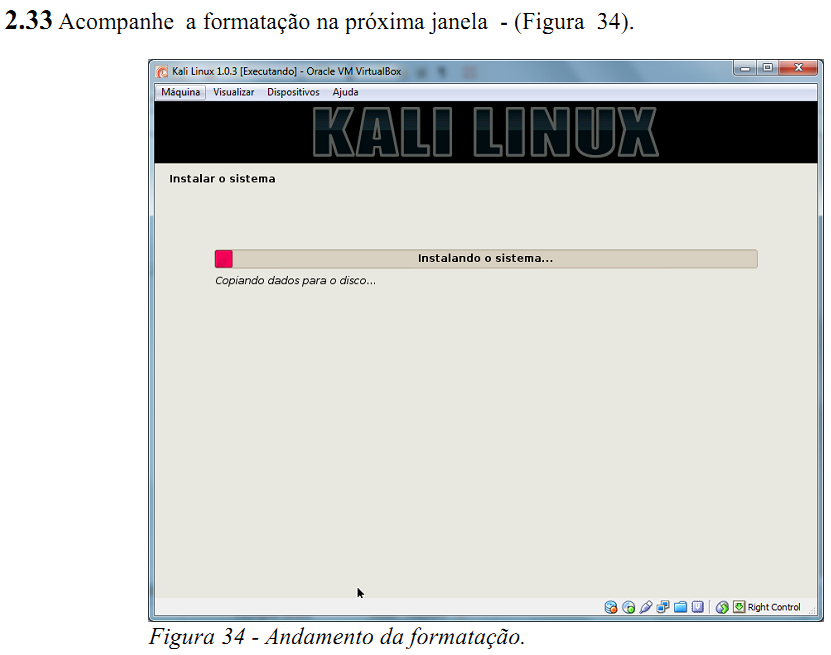 2.33 Acompanhe a formatação na próxima janela - (Figura 34).
Kali Linux 1.0.3 [Executando] - Oracle VM VirtualBox
Máquina Visualizar Dispositivos Ajuda
KALI LINUX
Instalar o sistema
Instalando o sistema...
Copiando dados para o disco...
Right Control
Figura 34 - Andamento da formatação.